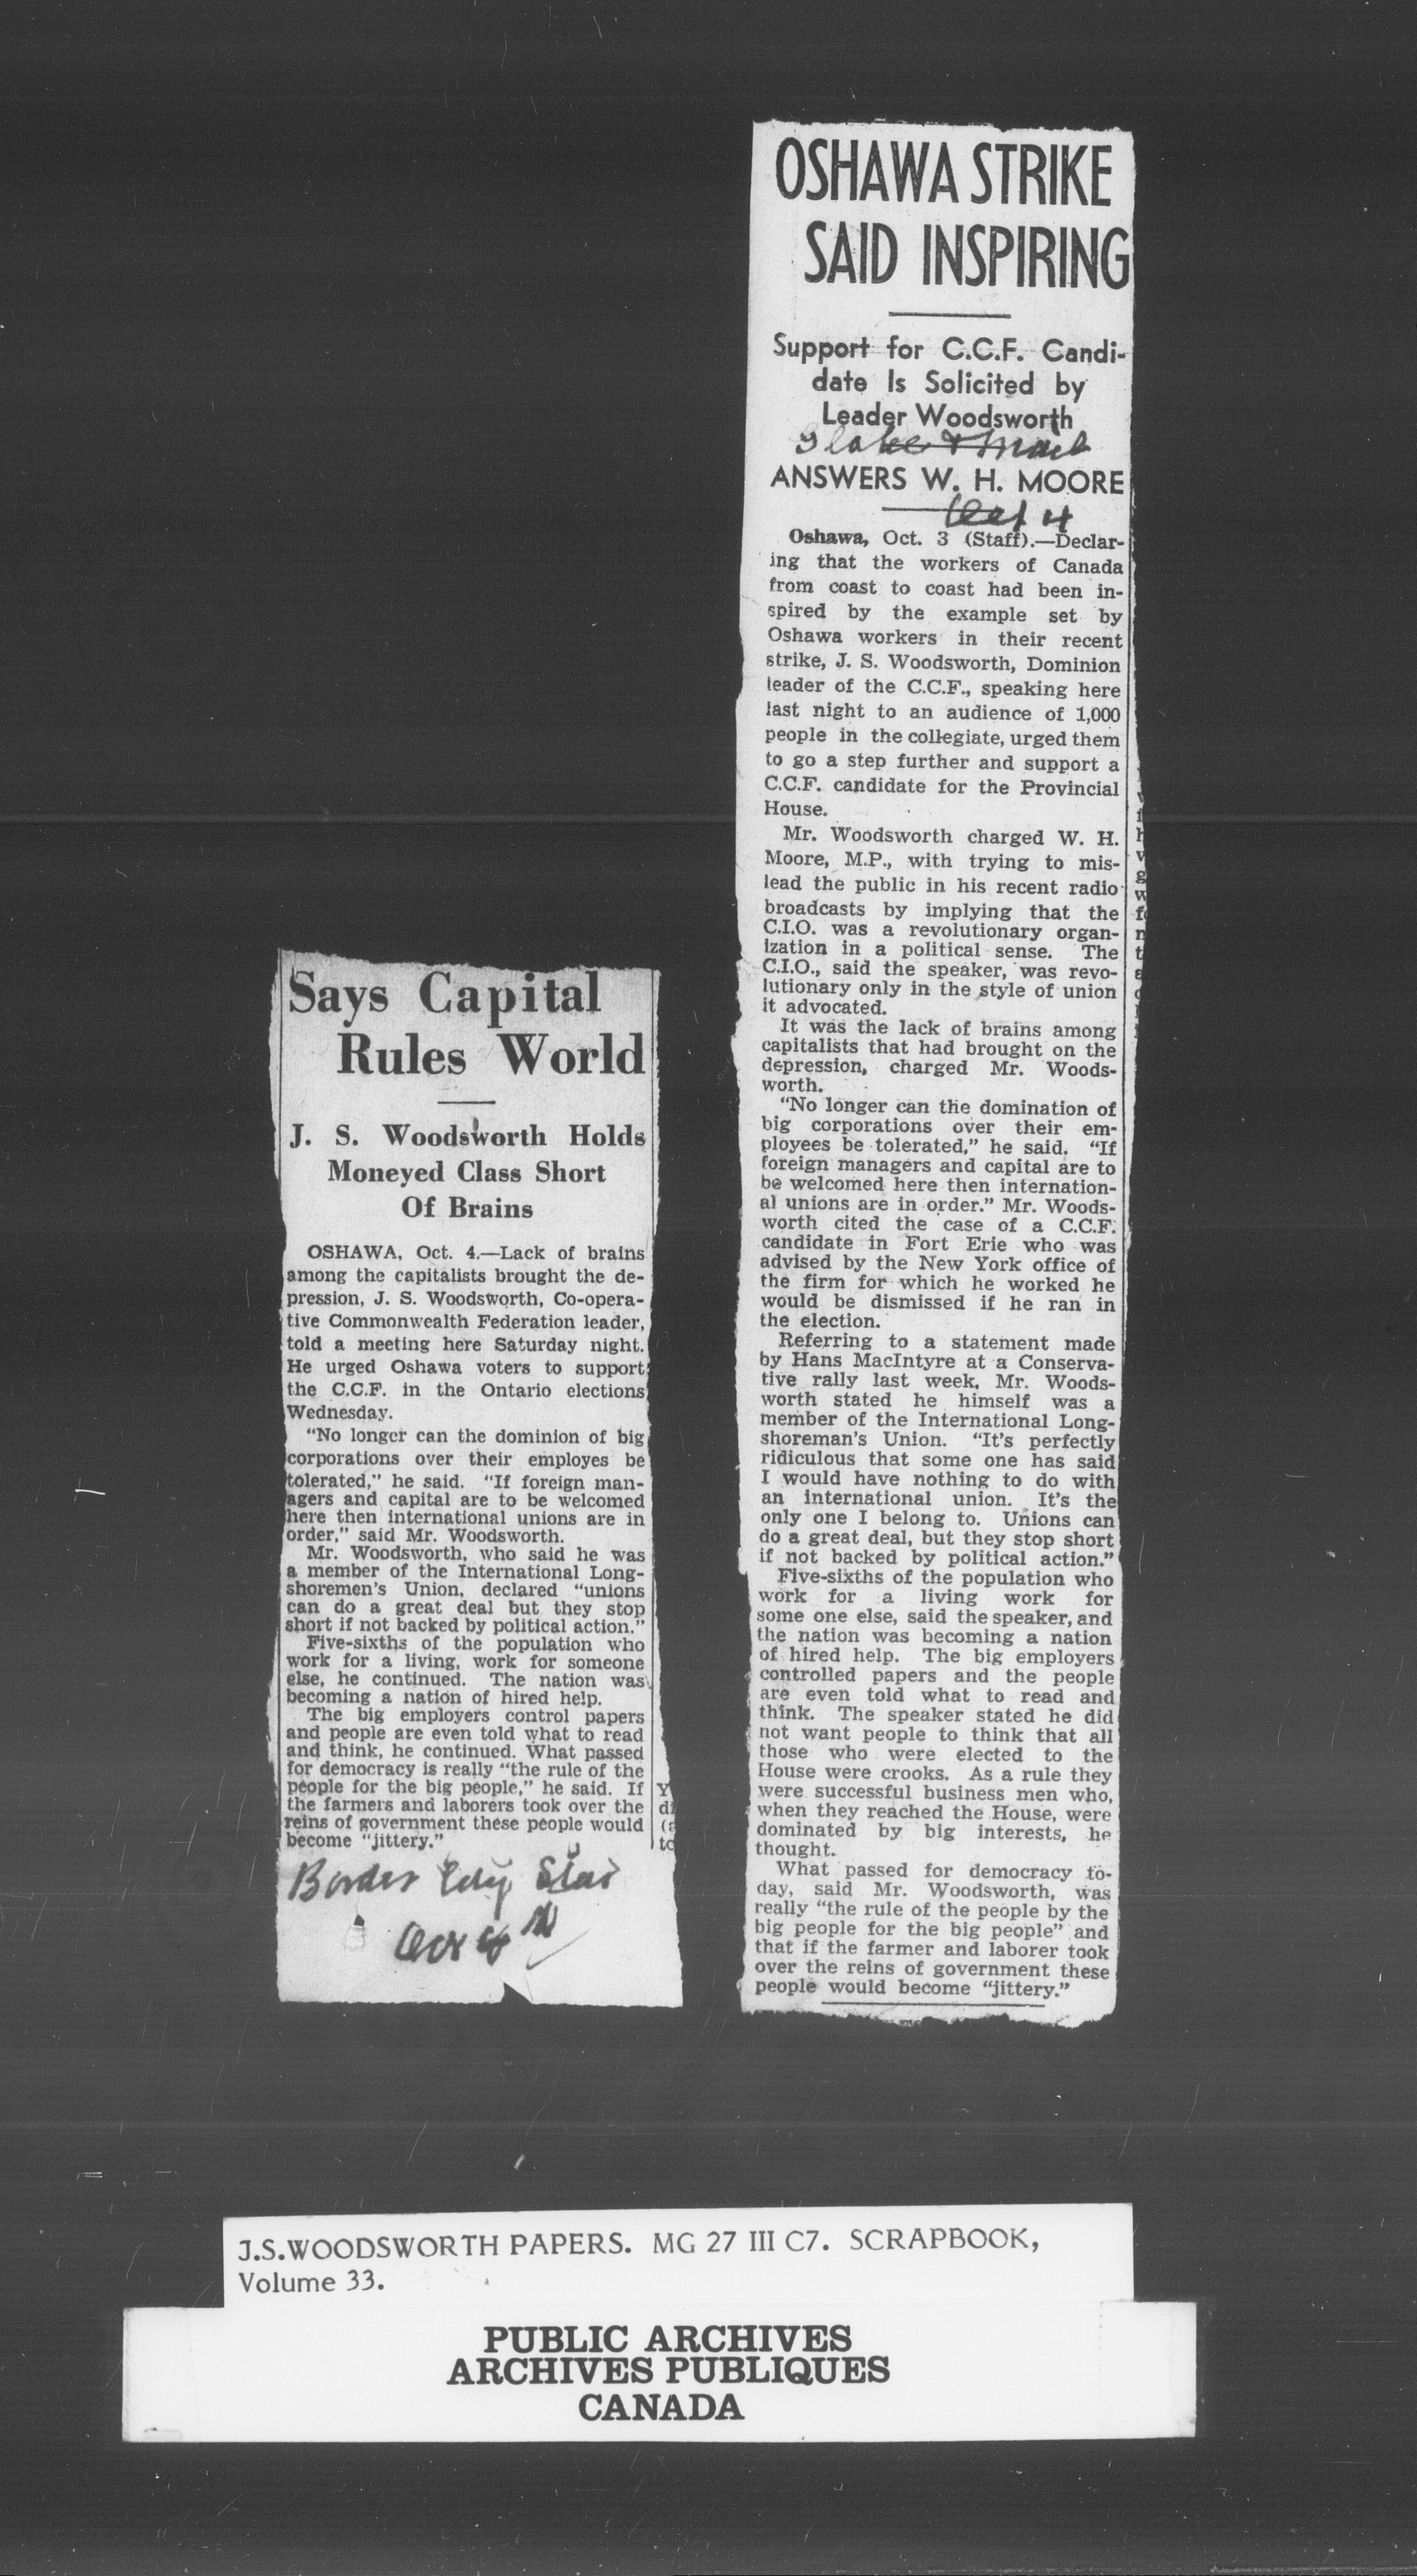 Says Capital
Rules World
J. S. Woodsworth Holds
Moneyed Class Short
Of Brains
OSHAWA, Oct. 4.—Lack of brains
among the capitalists brought the de-
pression, J. S. Woodsworth, Co-opera-
tive Commonwealth Federation leader,
told a meeting here Saturday night.
He urged Oshawa voters to support
the C.C.F. in the Ontario elections
Wednesday.
"No longer can the dominion of big
corporations over their employes be
tolerated," he said. "If foreign man-
agers and capital are to be welcomed
here then international unions are in
order," said Mr. Woodsworth.
Mr. Woodsworth, who said he was
a member of the International Long-
shoremen's Union, declared "unions
can do a great deal but they stop
short if not backed by political action."
Five-sixths of the population who
work for a living, work for someone
else, he continued. The nation was
becoming a nation of hired help.
The big employers control papers
and people are even told what to read
and think, he continued. What passed
for democracy is really "the rule of the
people for the big people," he said. If
the farmers and laborers took over the
reins of government these people would
become "jittery."
Border City Star
Oct 4
OSHAWA STRIKE
SAID INSPIRING
Support for C.C.F. Candi-
date Is Solicited by
Leader Woodsworth
Globe & Mail
ANSWERS W. H. MOORE
Oct 4
Oshawa, Oct. 3 (Staff).—Declar-
ing that the workers of Canada
from coast to coast had been in-
spired by the example set by
Oshawa workers in their recent
strike, J. S. Woodsworth, Dominion
leader of the C.C.F., speaking here
last night to an audience of 1,000
people in the collegiate, urged them
to go a step further and support a
C.C.F. candidate for the Provincial
House.
Mr. Woodsworth charged W. H.
Moore, M.P., with trying to mis-
lead the public in his recent radio
broadcasts by implying that the
C.I.O. was a revolutionary organ-
ization in a political sense. The
C.I.O., said the speaker, was revo-
lutionary only in the style of union
it advocated.
It was the lack of brains among
capitalists that had brought on the
depression, charged Mr. Woods-
worth.
"No longer can the domination of
big corporations over their em-
ployees be tolerated," he said. "If
foreign managers and capital are to
be welcomed here then internation-
al unions are in order." Mr. Woods-
worth cited the case of a C.C.F.
candidate in Fort Erie who was
advised by the New York office of
the firm for which he worked he
would be dismissed if he ran in
the election.
Referring to a statement made
by Hans MacIntyre at a Conserva-
tive rally last week, Mr. Woods-
worth stated he himself was a
member of the International Long-
shoreman's Union. "It's perfectly
ridiculous that some one has said
I would have nothing to do with
an international union. It's the
only one I belong to. Unions can
do a great deal, but they stop short
if not backed by political action."
Five-sixths of the population who
work for a living work for
some one else, said the speaker, and
the nation was becoming a nation
of hired help. The big employers
controlled papers and the people
are even told what to read and
think. The speaker stated he did
not want people to think that all
those who were elected to the
House were crooks. As a rule they
were successful business men who,
when they reached the House, were
dominated by big interests, he
thought.
What passed for democracy to-
day, said Mr. Woodsworth, was
really "the rule of the people by the
big people for the big people" and
that if the farmer and laborer took
over the reins of government these
people would become "jittery."
J.S.WOODSWORTH PAPERS. MG 27 III C7. SCRAPBOOK,
Volume 33.
PUBLIC ARCHIVES
ARCHIVES PUBLIQUES
CANADA